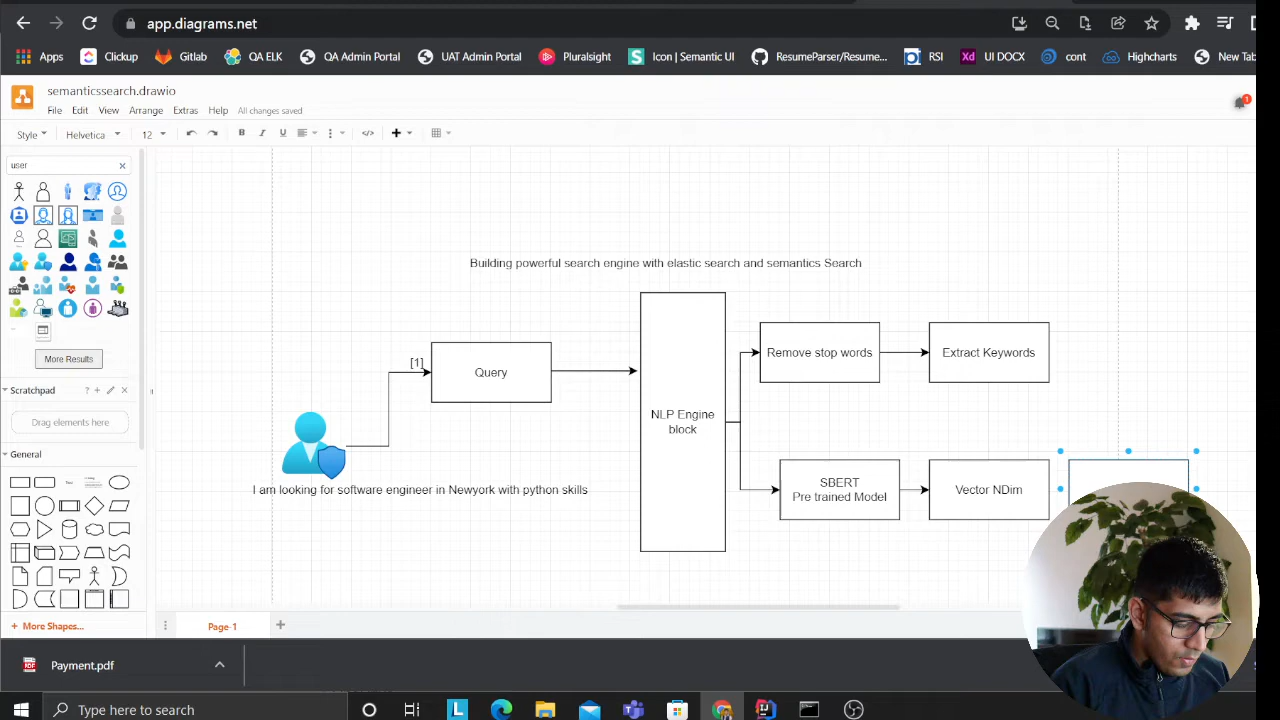 app.diagrams.net
Apps
Clickup
Gitlab
QA ELK
QA Admin Portal
UAT Admin Portal
Pluralsight
Icon | Semantic UI
ResumeParser/Resume...
RSI
UI DOCX
cont
Highcharts
New Tab
semanticssearch.drawio
File Edit View Arrange Extras Help All changes saved
1
Style Helvetica 12 B I U
user
More Results
Scratchpad
Drag elements here
General
Text
More Shapes...
Building powerful search engine with elastic search and semantics Search
[1]
Query
I am looking for software engineer in Newyork with python skills
NLP Engine
block
Remove stop words
Extract Keywords
SBERT
Pre trained Model
Vector NDim
Page-1
PDF
Payment.pdf
Type here to search